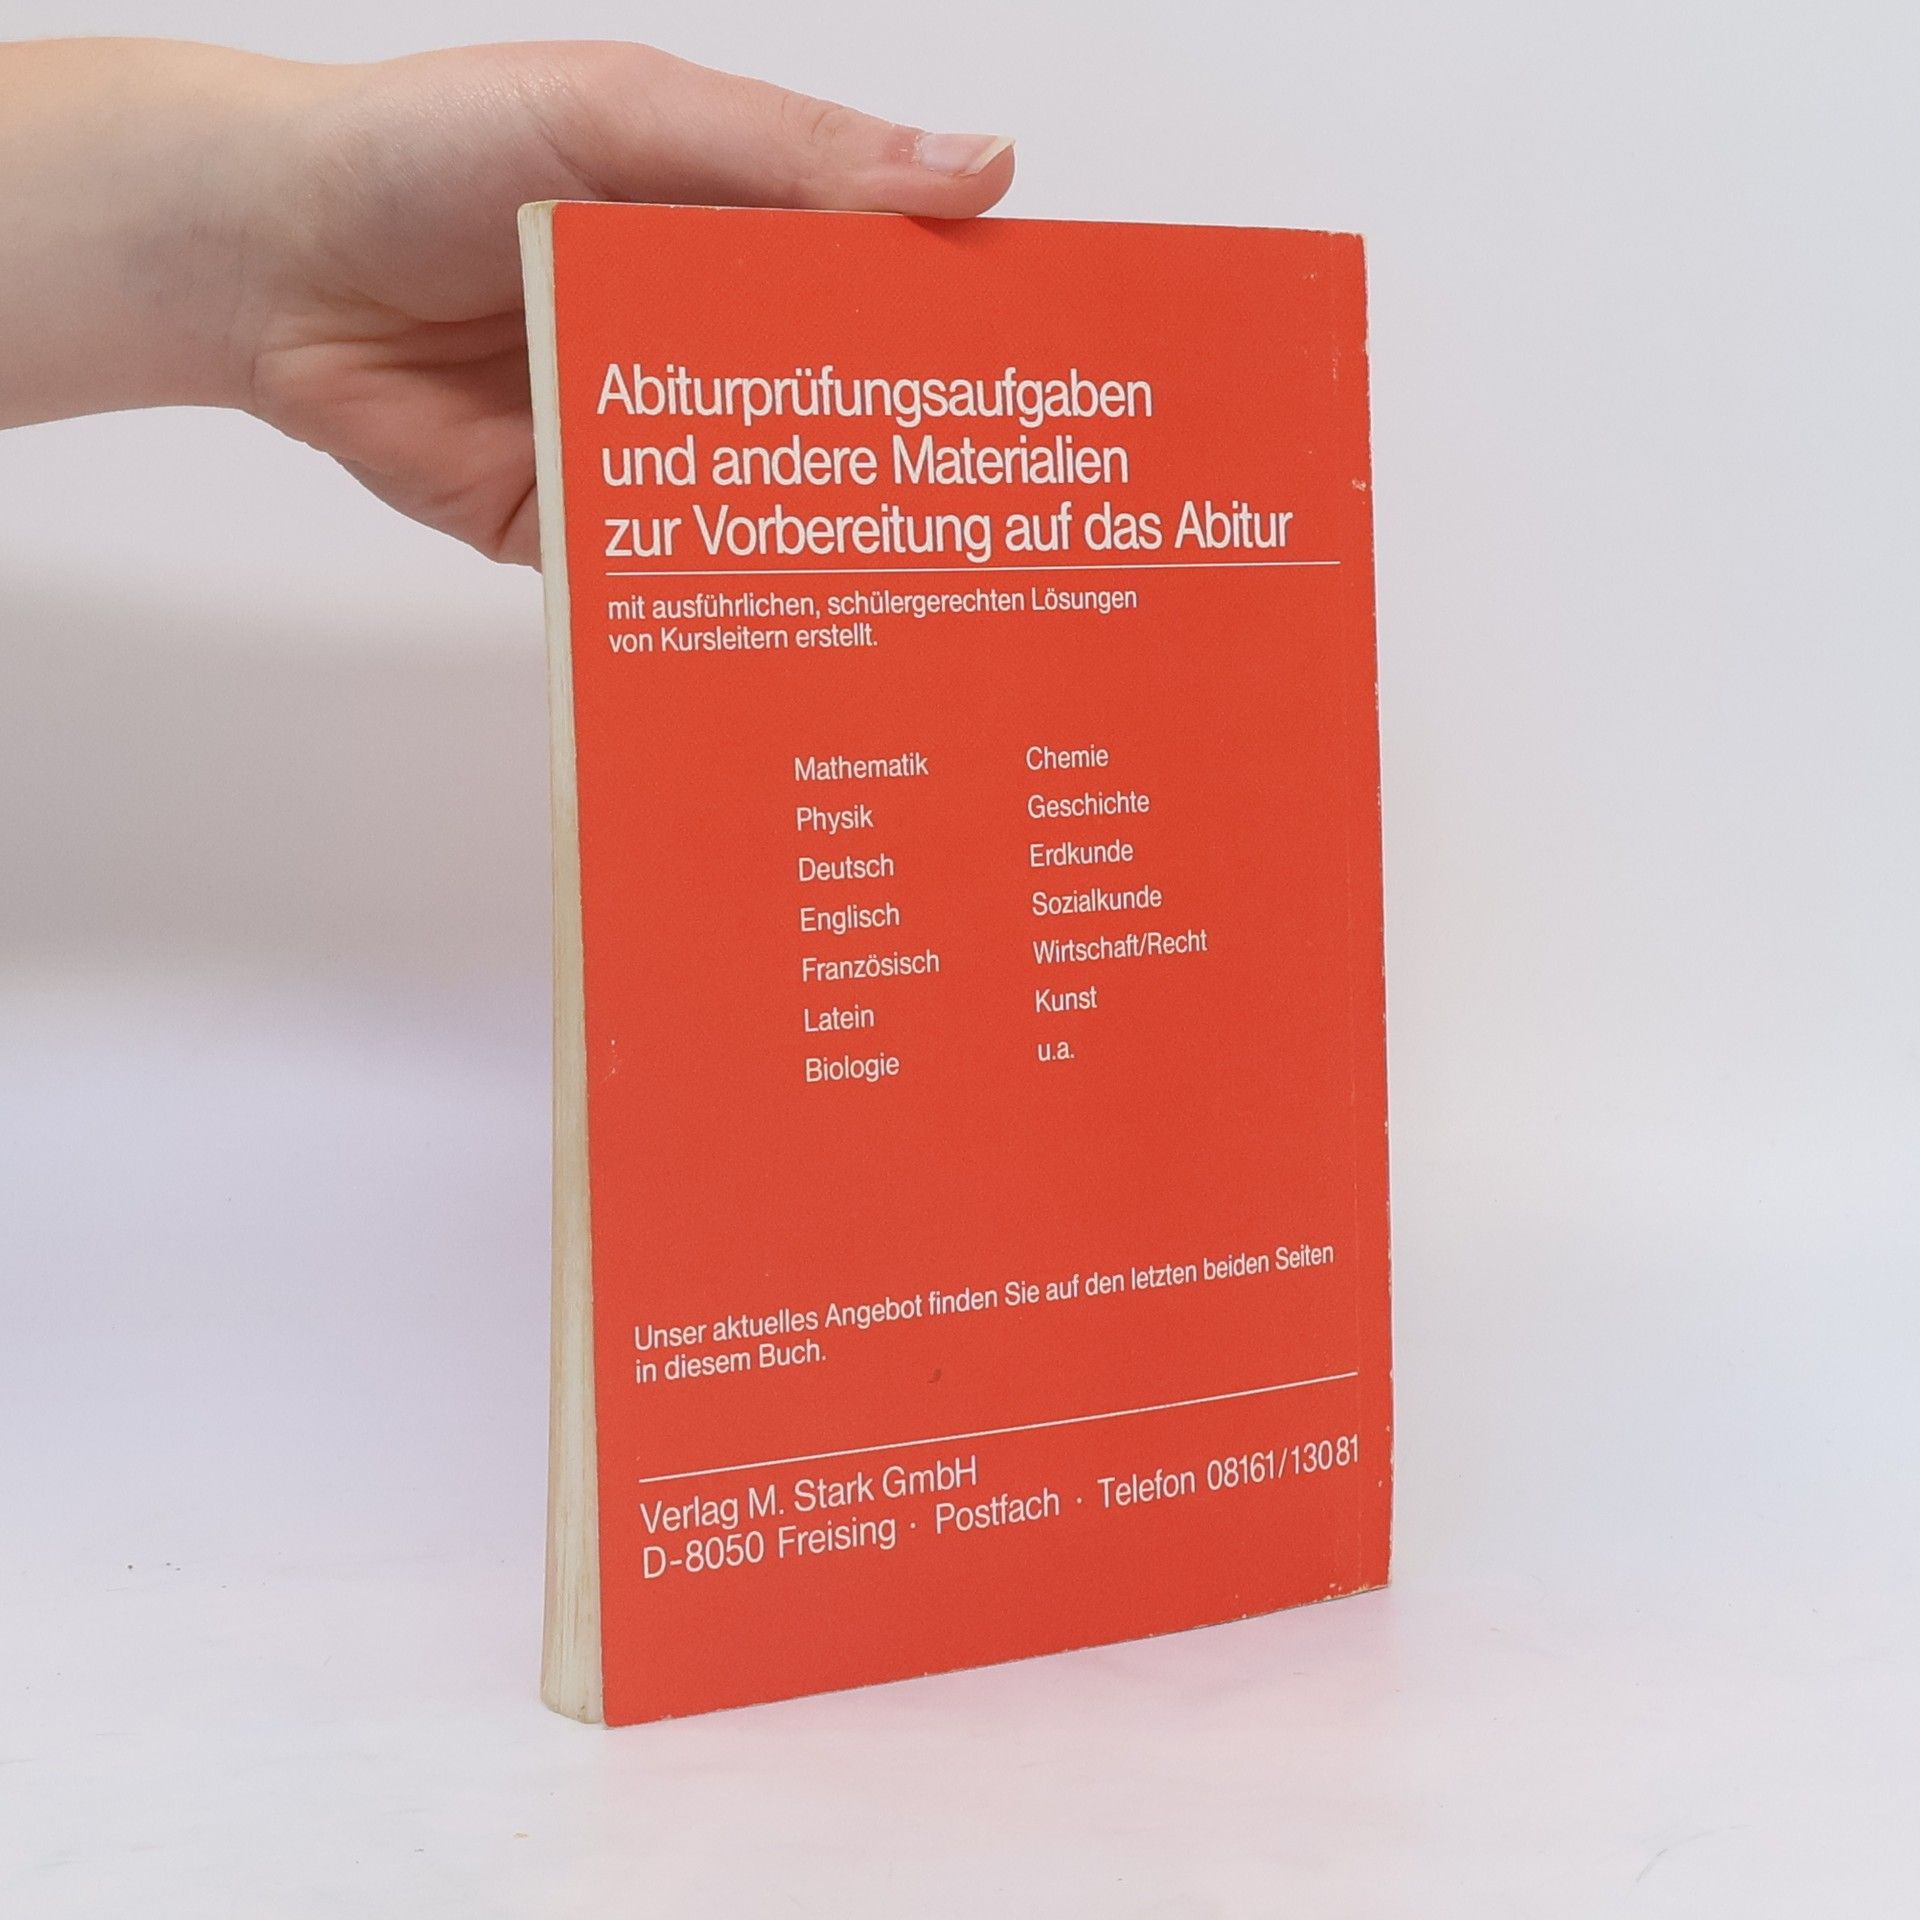 Abiturprüfungsaufgaben
und andere Materialien
zur Vorbereitung auf das Abitur
mit ausführlichen, schülergerechten Lösungen
von Kursleitern erstellt.
Mathematik
Physik
Deutsch
Englisch
Französisch
Latein
Biologie
Chemie
Geschichte
Erdkunde
Sozialkunde
Wirtschaft/Recht
Kunst
u.a.
Unser aktuelles Angebot finden Sie auf den letzten beiden Seiten
in diesem Buch.
Verlag M. Stark GmbH
D-8050 Freising · Postfach · Telefon 08161/13081